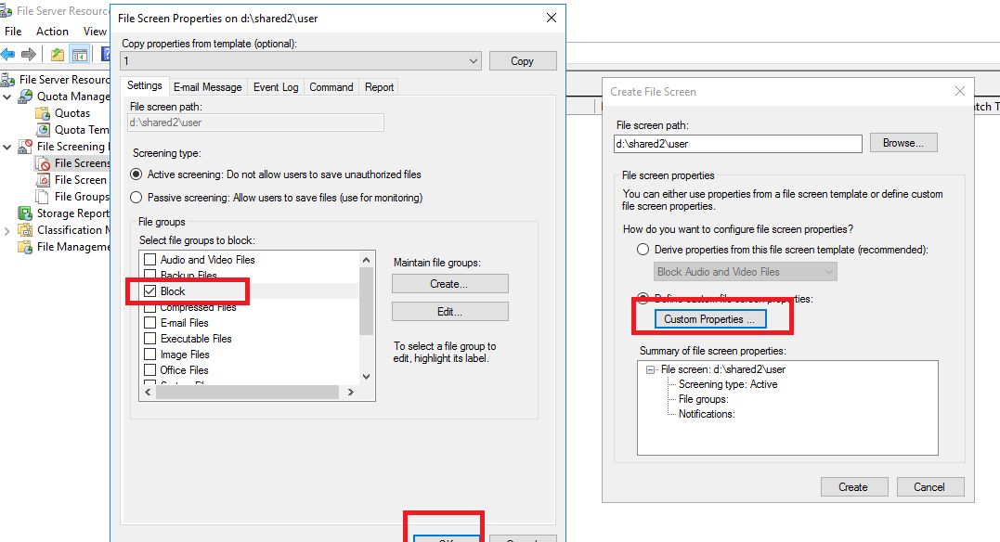 File Server Resourc
File Action View
File Server Resourc
Quota Manage
Quotas
Quota Tem
File Screening
File Screens
File Screen
File Groups
Storage Report
Classification M
File Manageme
File Screen Properties on d:\shared2\user
Copy properties from template (optional):
1
Copy
Settings E-mail Message Event Log Command Report
File screen path:
d:\shared2\user
Screening type:
Active screening: Do not allow users to save unauthorized files
Passive screening: Allow users to save files (use for monitoring)
File groups
Select file groups to block:
Audio and Video Files
Backup Files
Block
Compressed Files
E-mail Files
Executable Files
Image Files
Office Files
Maintain file groups:
Create...
Edit...
To select a file group to
edit, highlight its label.
Create File Screen
File screen path:
d:\shared2\user
Browse...
File screen properties
You can either use properties from a file screen template or define custom
file screen properties.
How do you want to configure file screen properties?
Derive properties from this file screen template (recommended):
Block Audio and Video Files
Define custom file screen properties:
Custom Properties ...
Summary of file screen properties:
File screen: d:\shared2\user
Screening type: Active
File groups:
Notifications:
Create
Cancel
atch T